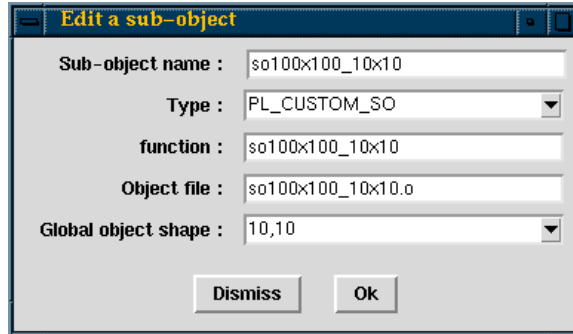 Edit a sub-object
Sub-object name : so100x100_10x10
Type : PL_CUSTOM_SO
function : so100x100_10x10
Object file : so100x100_10x10.o
Global object shape : 10,10
Dismiss Ok